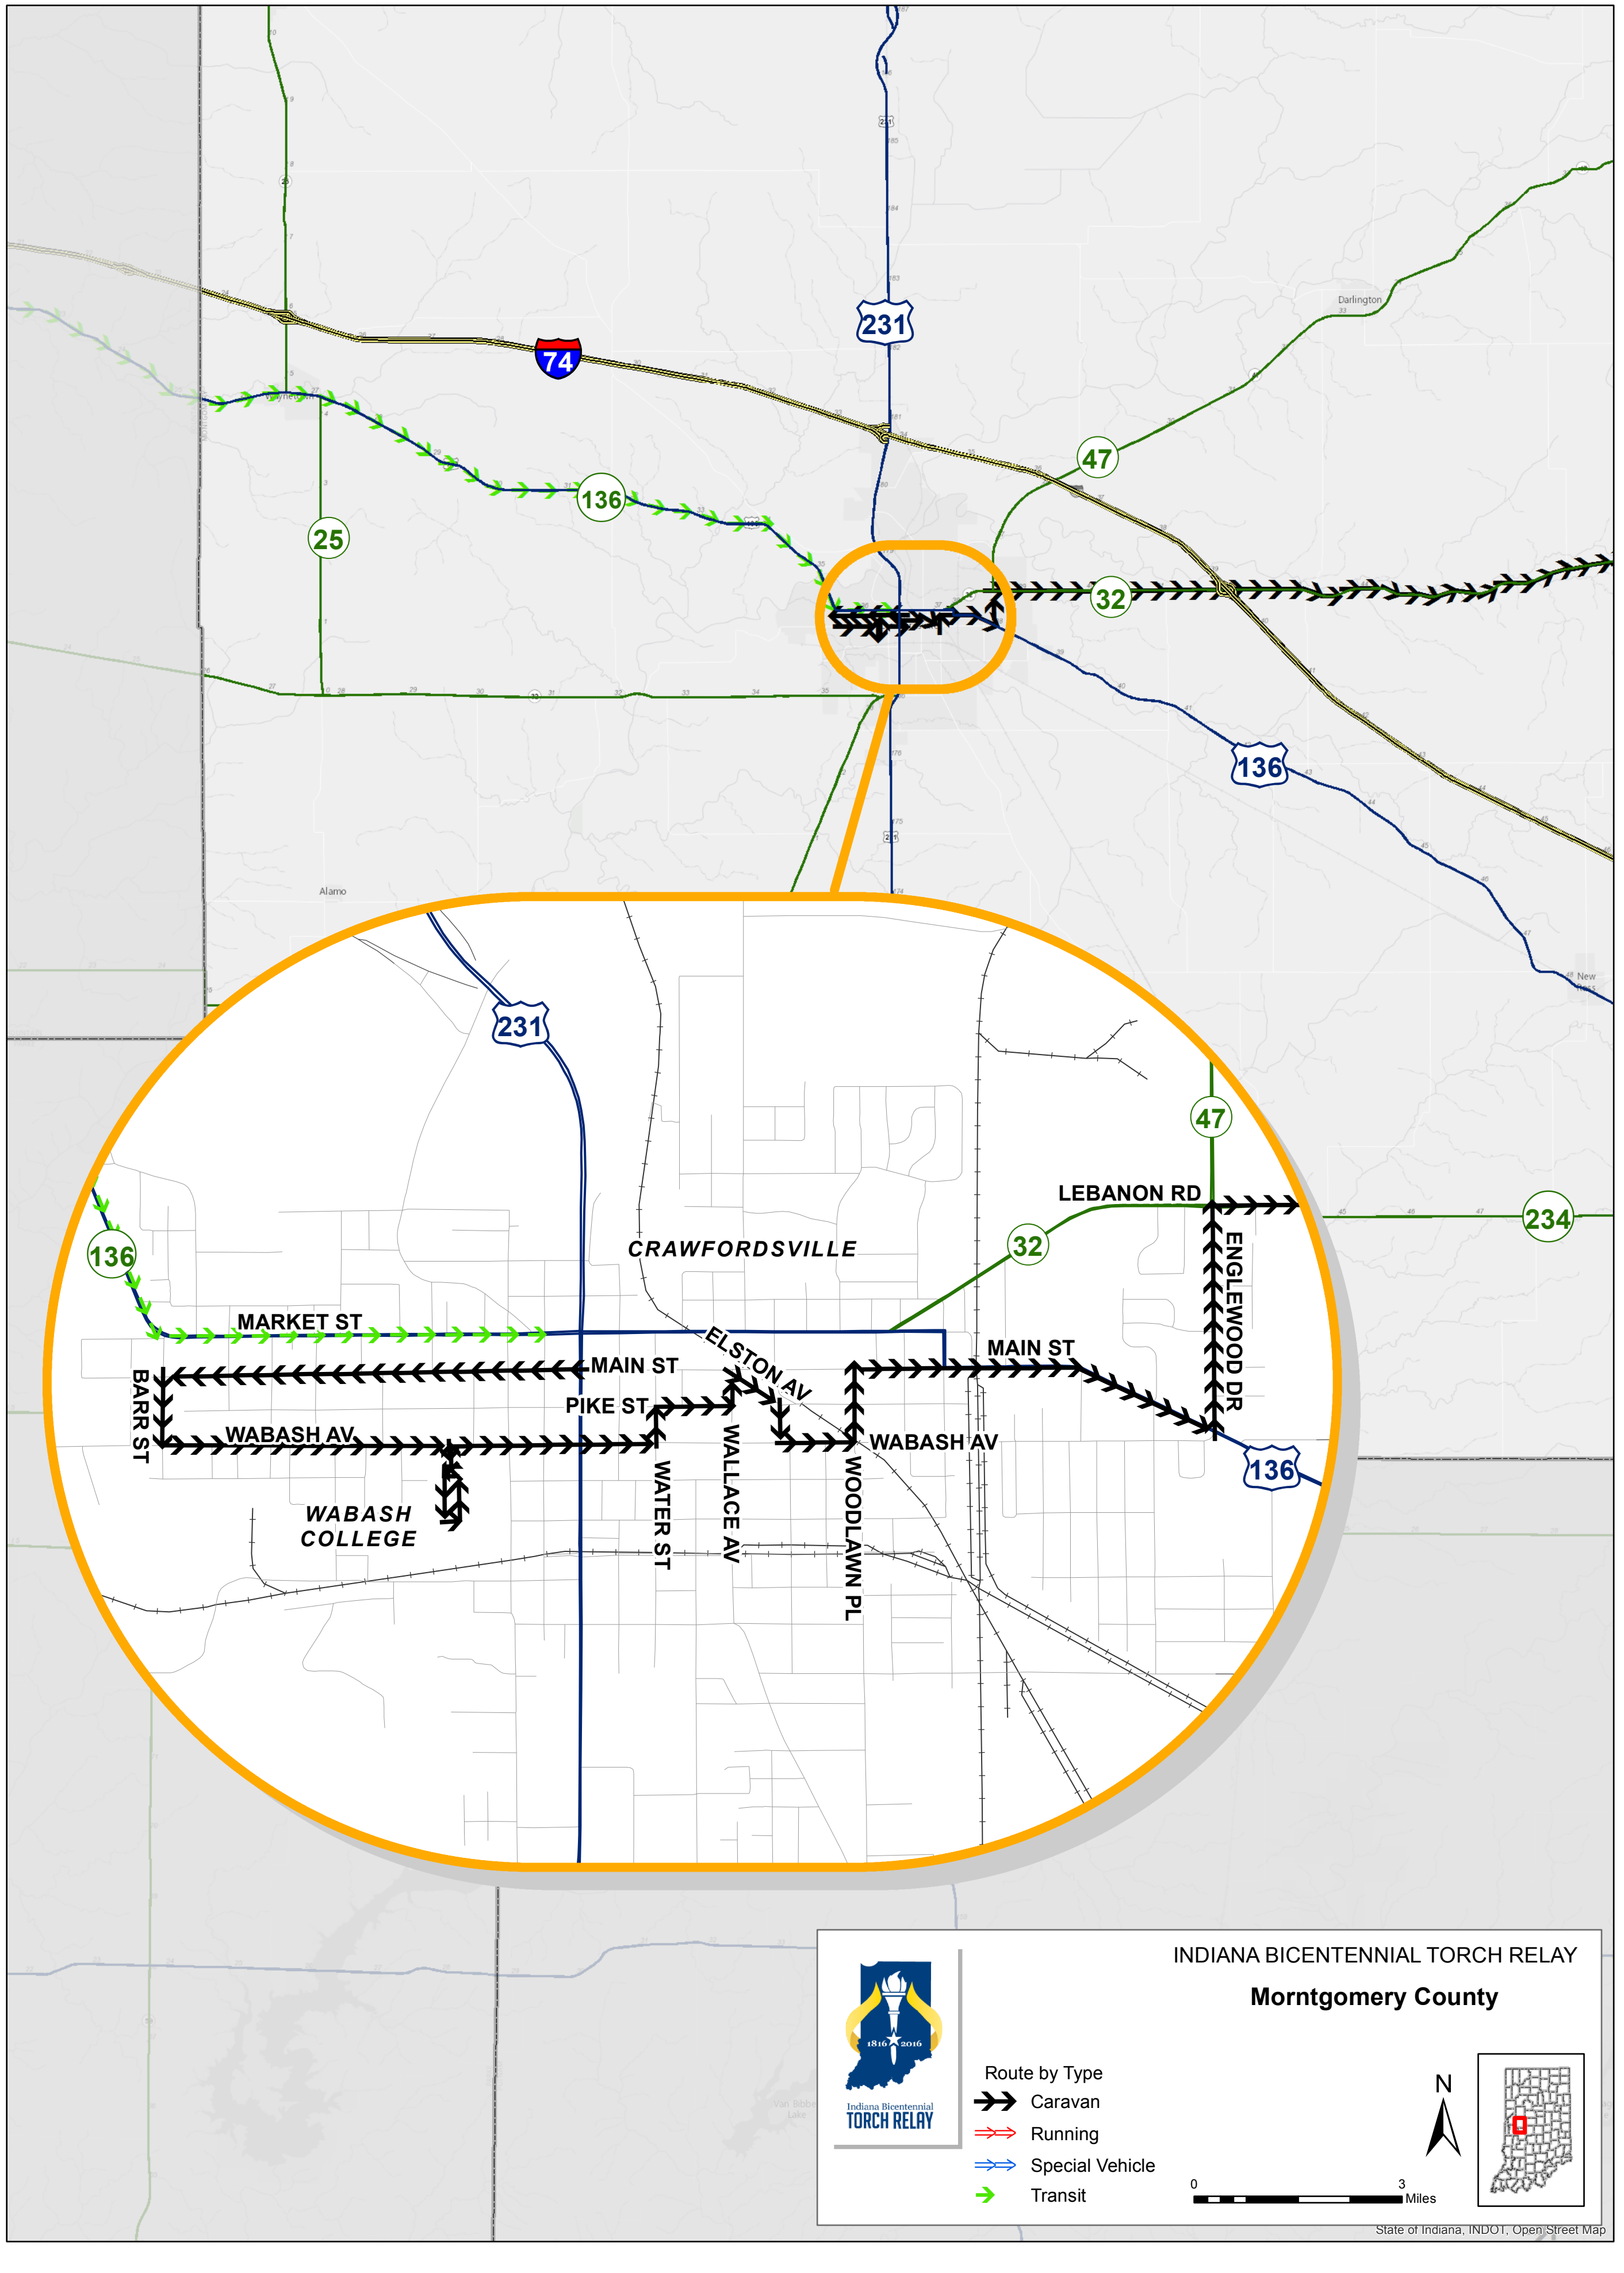 231
Darlington
74
47
136
25
32
136
Alamo
New
Ross
231
47
LEBANON RD
234
CRAWFORDSVILLE
32
136
ENGLEWOOD DR
MARKET ST
ELSTON AV
MAIN ST
MAIN ST
BARR ST
PIKE ST
WABASH AV
WABASH AV
WALLACE AV
WATER ST
WOODLAWN PL
136
WABASH
COLLEGE
INDIANA BICENTENNIAL TORCH RELAY
Morntgomery County
1816 2016
Indiana Bicentennial
TORCH RELAY
Route by Type
Caravan
Running
Special Vehicle
Transit
N
0 3
Miles
State of Indiana, INDOT, Open Street Map